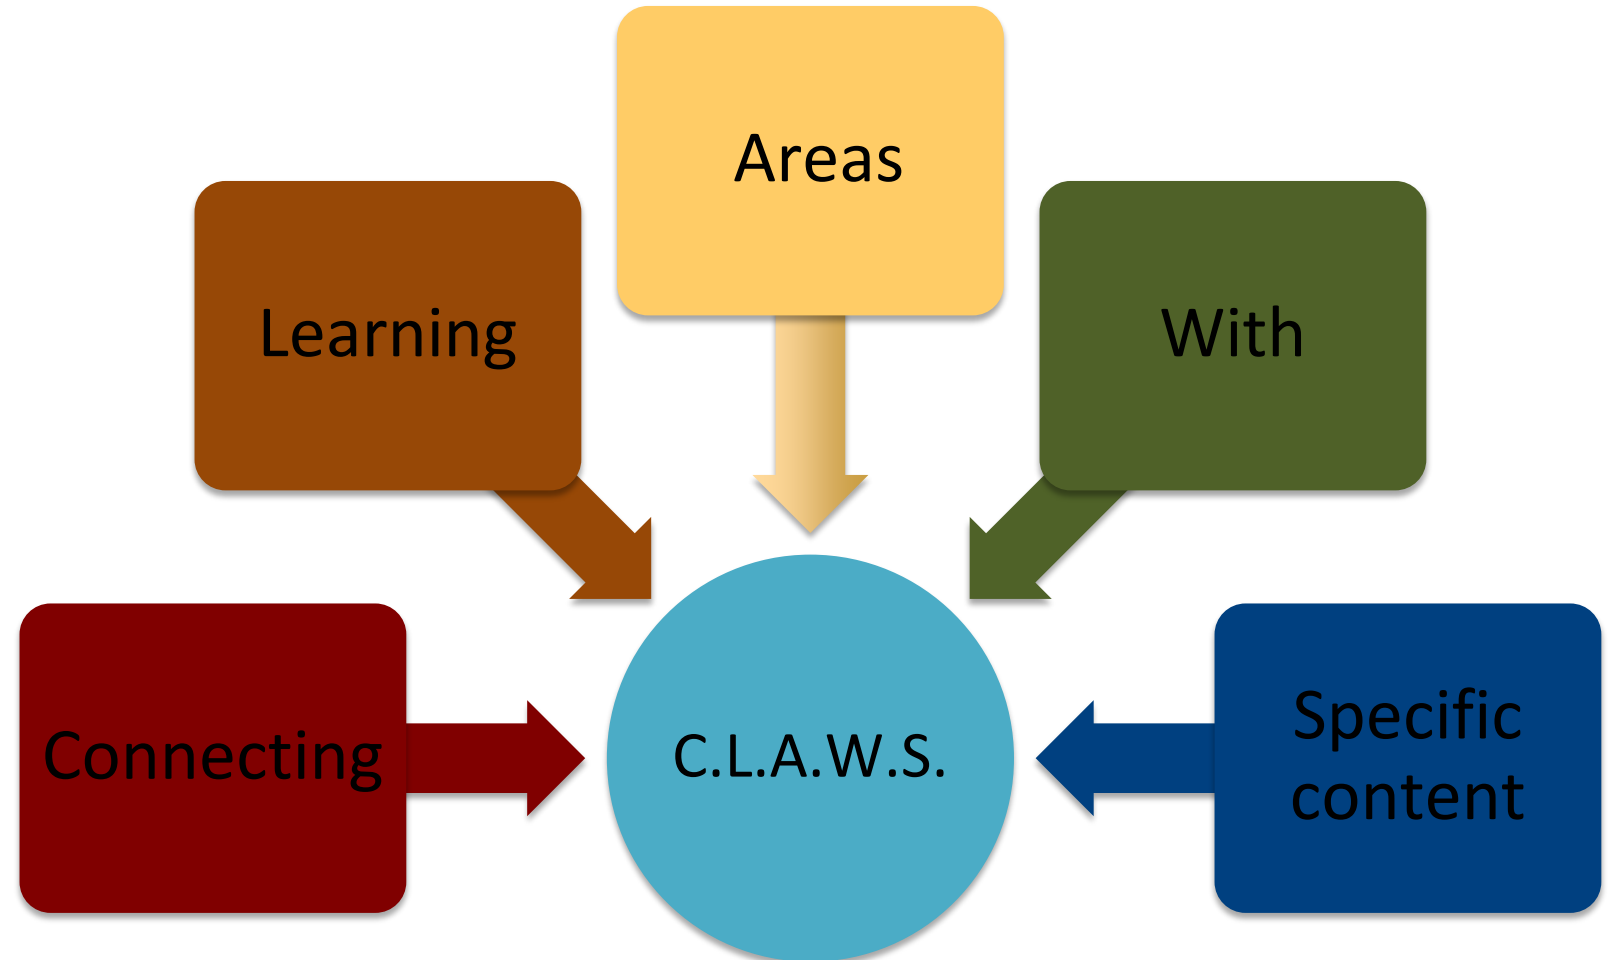 Connecting
Learning
Areas
With
Specific
content
C.L.A.W.S.